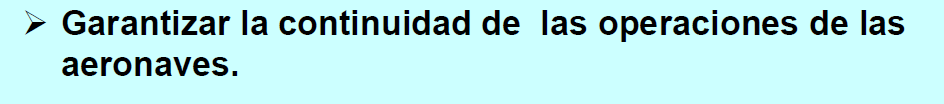 ➢ Garantizar la continuidad de  las operaciones de las
aeronaves.